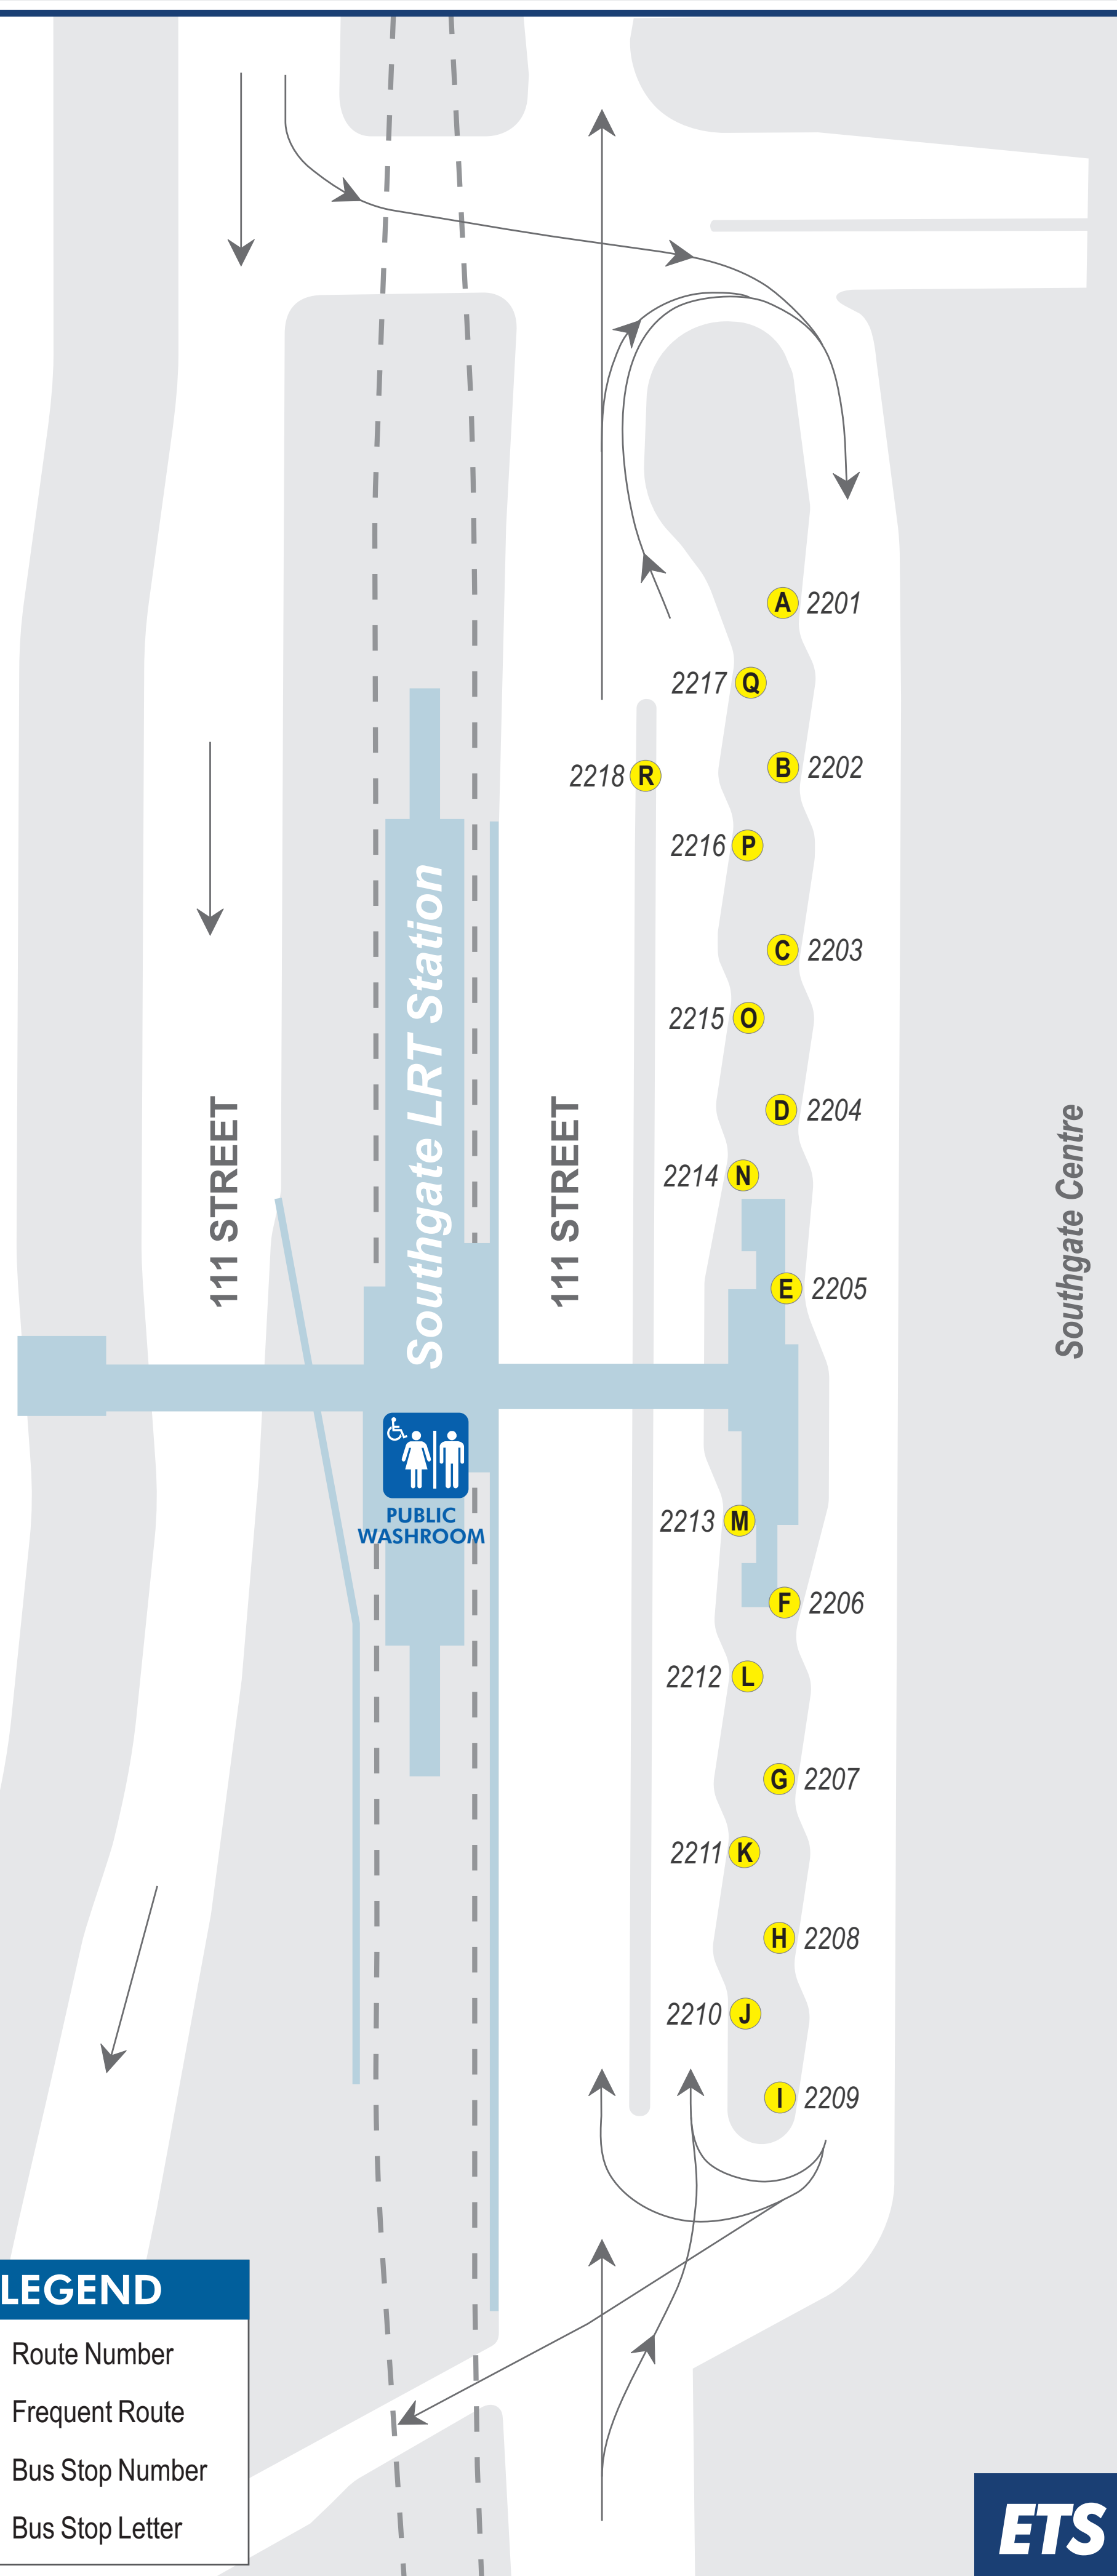 A 2201
2217 Q
B 2202
2218 R
2216 P
C 2203
2215 O
D 2204
2214 N
E 2205
Southgate LRT Station
111 STREET
111 STREET
Southgate Centre
PUBLIC
WASHROOM
2213 M
F 2206
2212 L
G 2207
2211 K
H 2208
2210 J
I 2209
LEGEND
Route Number
Frequent Route
Bus Stop Number
Bus Stop Letter
ETS